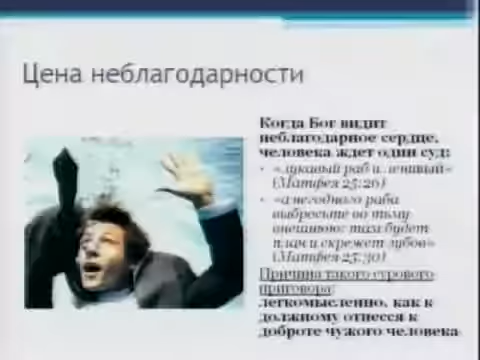 Цена неблагодарности
Когда Бог видит
неблагодарное сердце,
человека ждет один суд:
• «лукавый раб и ленивый»
(Матфея 25:26)
• «а негодного раба
выбросьте во тьму
внешнюю: там будет
плач и скрежет зубов»
(Матфея 25:30)
Причина такого сурового
приговора:
легкомысленно, как к
должному отнесся к
доброте чужого человека